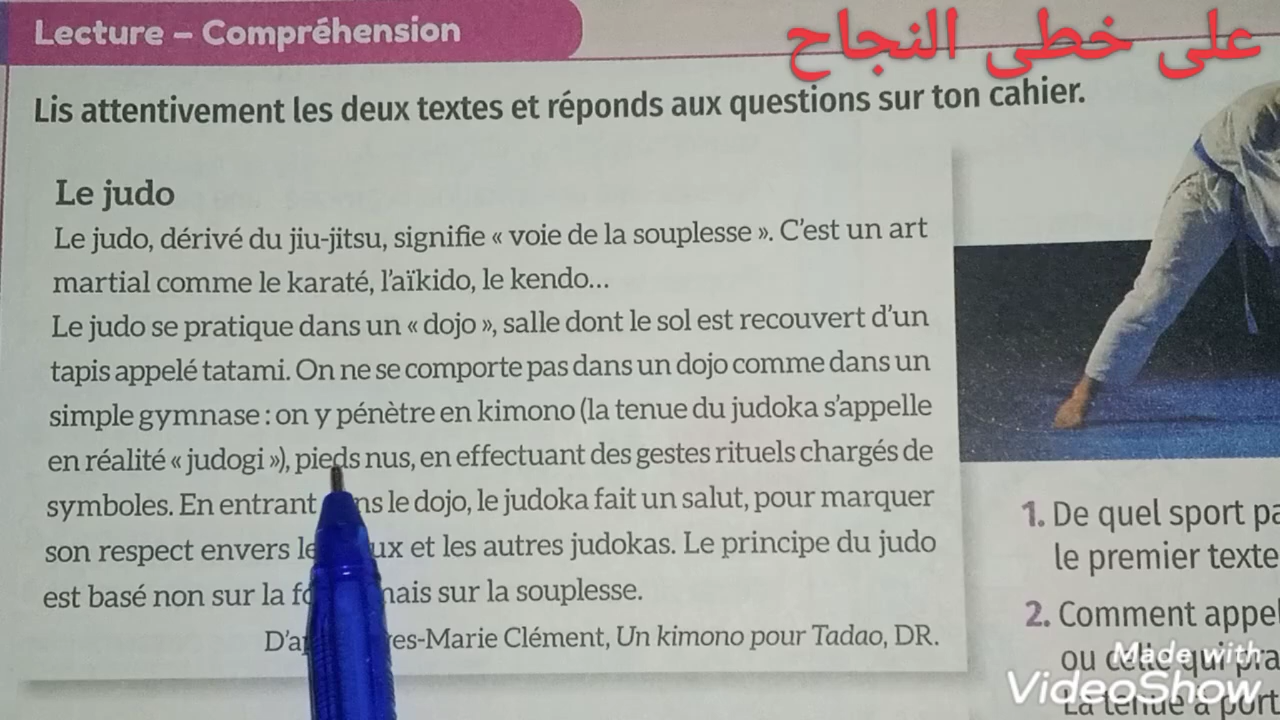 Lecture – Compréhension
على خطى النجاح
Lis attentivement les deux textes et réponds aux questions sur ton cahier.
Le judo
Le judo, dérivé du jiu-jitsu, signifie « voie de la souplesse ». C'est un art
martial comme le karaté, l'aïkido, le kendo...
Le judo se pratique dans un « dojo », salle dont le sol est recouvert d'un
tapis appelé tatami. On ne se comporte pas dans un dojo comme dans un
simple gymnase : on y pénètre en kimono (la tenue du judoka s'appelle
en réalité « judogi »), pieds nus, en effectuant des gestes rituels chargés de
symboles. En entrant le dojo, le judoka fait un salut, pour marquer
son respect envers et les autres judokas. Le principe du judo
est basé non sur la mais sur la souplesse.
Clément, Un kimono pour Tadao, DR.
1. De quel sport
le premier texte
2. Comment
ou celle qui
La tenue à
Made with
VideoShow